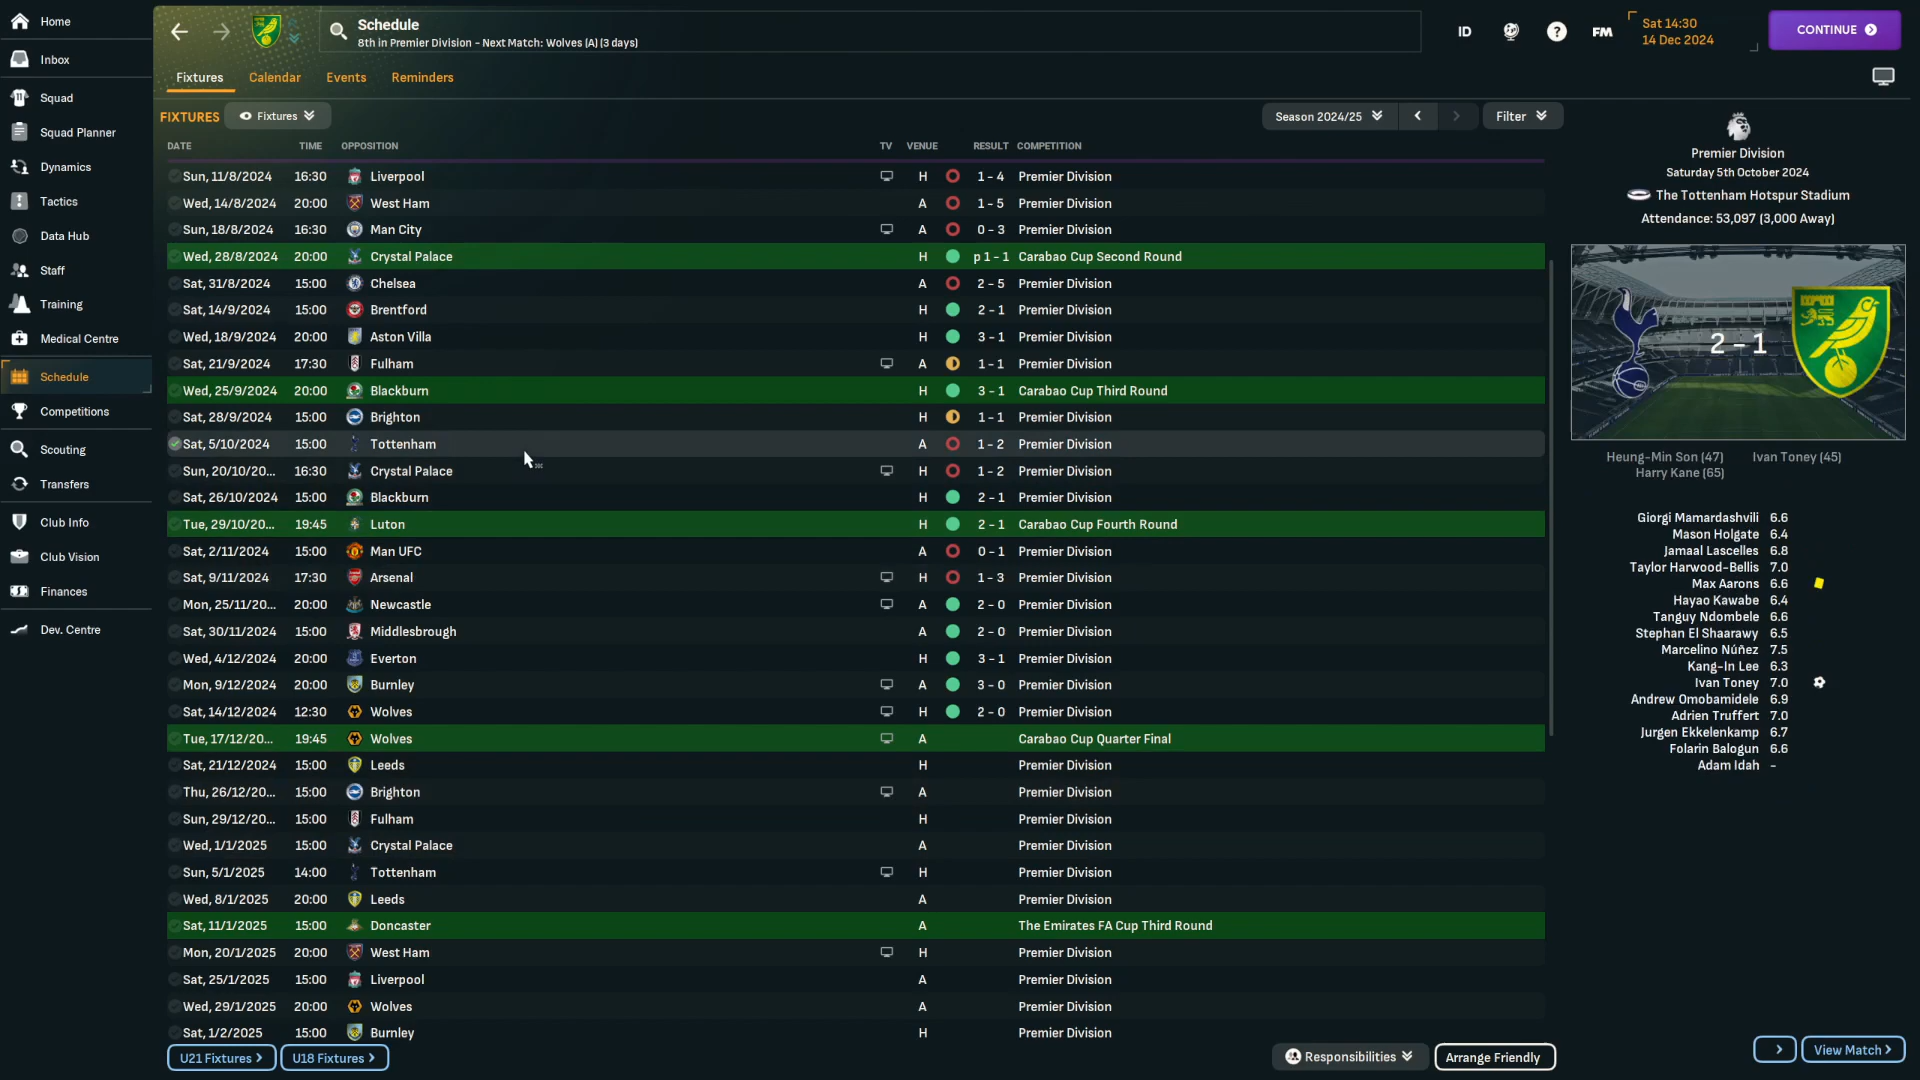 Home
Inbox
Squad
Squad Planner
Dynamics
Tactics
Data Hub
Staff
Training
Medical Centre
Schedule
Competitions
Scouting
Transfers
Club Info
Club Vision
Finances
Dev. Centre
Schedule
8th in Premier Division - Next Match: Wolves (A) (3 days)
ID
?
FM
Sat 14:30
14 Dec 2024
CONTINUE
Fixtures Calendar Events Reminders
FIXTURES Fixtures Season 2024/25 Filter
DATE TIME OPPOSITION TV VENUE RESULT COMPETITION
Sun, 11/8/2024 16:30 Liverpool H 1 - 4 Premier Division
Wed, 14/8/2024 20:00 West Ham A 1 - 5 Premier Division
Sun, 18/8/2024 16:30 Man City A 0 - 3 Premier Division
Wed, 28/8/2024 20:00 Crystal Palace H p 1 - 1 Carabao Cup Second Round
Sat, 31/8/2024 15:00 Chelsea A 2 - 5 Premier Division
Sat, 14/9/2024 15:00 Brentford H 2 - 1 Premier Division
Wed, 18/9/2024 20:00 Aston Villa H 3 - 1 Premier Division
Sat, 21/9/2024 17:30 Fulham A 1 - 1 Premier Division
Wed, 25/9/2024 20:00 Blackburn H 3 - 1 Carabao Cup Third Round
Sat, 28/9/2024 15:00 Brighton H 1 - 1 Premier Division
Sat, 5/10/2024 15:00 Tottenham A 1 - 2 Premier Division
Sun, 20/10/20... 16:30 Crystal Palace H 1 - 2 Premier Division
Sat, 26/10/2024 15:00 Blackburn H 2 - 1 Premier Division
Tue, 29/10/20... 19:45 Luton H 2 - 1 Carabao Cup Fourth Round
Sat, 2/11/2024 15:00 Man UFC A 0 - 1 Premier Division
Sat, 9/11/2024 17:30 Arsenal H 1 - 3 Premier Division
Mon, 25/11/20... 20:00 Newcastle A 2 - 0 Premier Division
Sat, 30/11/2024 15:00 Middlesbrough A 2 - 0 Premier Division
Wed, 4/12/2024 20:00 Everton H 3 - 1 Premier Division
Mon, 9/12/2024 20:00 Burnley A 3 - 0 Premier Division
Sat, 14/12/2024 12:30 Wolves H 2 - 0 Premier Division
Tue, 17/12/20... 19:45 Wolves A Carabao Cup Quarter Final
Sat, 21/12/2024 15:00 Leeds H Premier Division
Thu, 26/12/20... 15:00 Brighton A Premier Division
Sun, 29/12/20... 15:00 Fulham H Premier Division
Wed, 1/1/2025 15:00 Crystal Palace A Premier Division
Sun, 5/1/2025 14:00 Tottenham H Premier Division
Wed, 8/1/2025 20:00 Leeds A Premier Division
Sat, 11/1/2025 15:00 Doncaster A The Emirates FA Cup Third Round
Mon, 20/1/2025 20:00 West Ham H Premier Division
Sat, 25/1/2025 15:00 Liverpool A Premier Division
Wed, 29/1/2025 20:00 Wolves A Premier Division
Sat, 1/2/2025 15:00 Burnley H Premier Division
U21 Fixtures > U18 Fixtures > Responsibilities Arrange Friendly
Premier Division
Saturday 5th October 2024
The Tottenham Hotspur Stadium
Attendance: 53,097 (3,000 Away)
2 - 1
Heung-Min Son (47) Ivan Toney (45)
Harry Kane (65)
Giorgi Mamardashvili 6.6
Mason Holgate 6.4
Jamaal Lascelles 6.8
Taylor Harwood-Bellis 7.0
Max Aarons 6.6
Hayao Kawabe 6.4
Tanguy Ndombele 6.6
Stephan El Shaarawy 6.5
Marcelino Núñez 7.5
Kang-In Lee 6.3
Ivan Toney 7.0
Andrew Omobamidele 6.9
Adrien Truffert 7.0
Jurgen Ekkelenkamp 6.7
Folarin Balogun 6.6
Adam Idah -
> View Match >